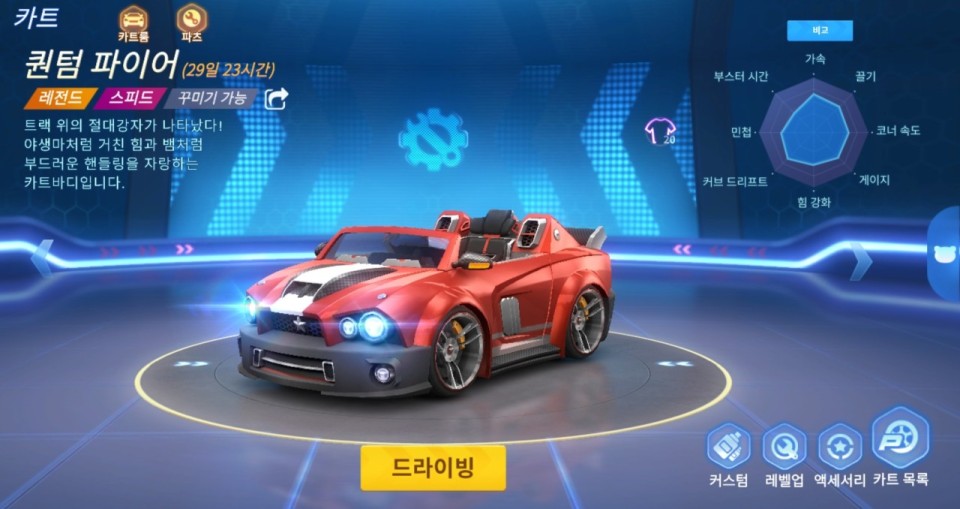 카트
카트룸
파츠
퀀텀 파이어 (29일 23시간)
레전드 스피드 꾸미기 가능
트랙 위의 절대강자가 나타났다!
야생마처럼 거친 힘과 뱀처럼
부드러운 핸들링을 자랑하는
카트바디입니다.
20
비교
가속
부스터 시간
끌기
민첩
코너 속도
커브 드리프트
게이지
힘 강화
드라이빙
커스텀
레벨업
액세서리
카트 목록